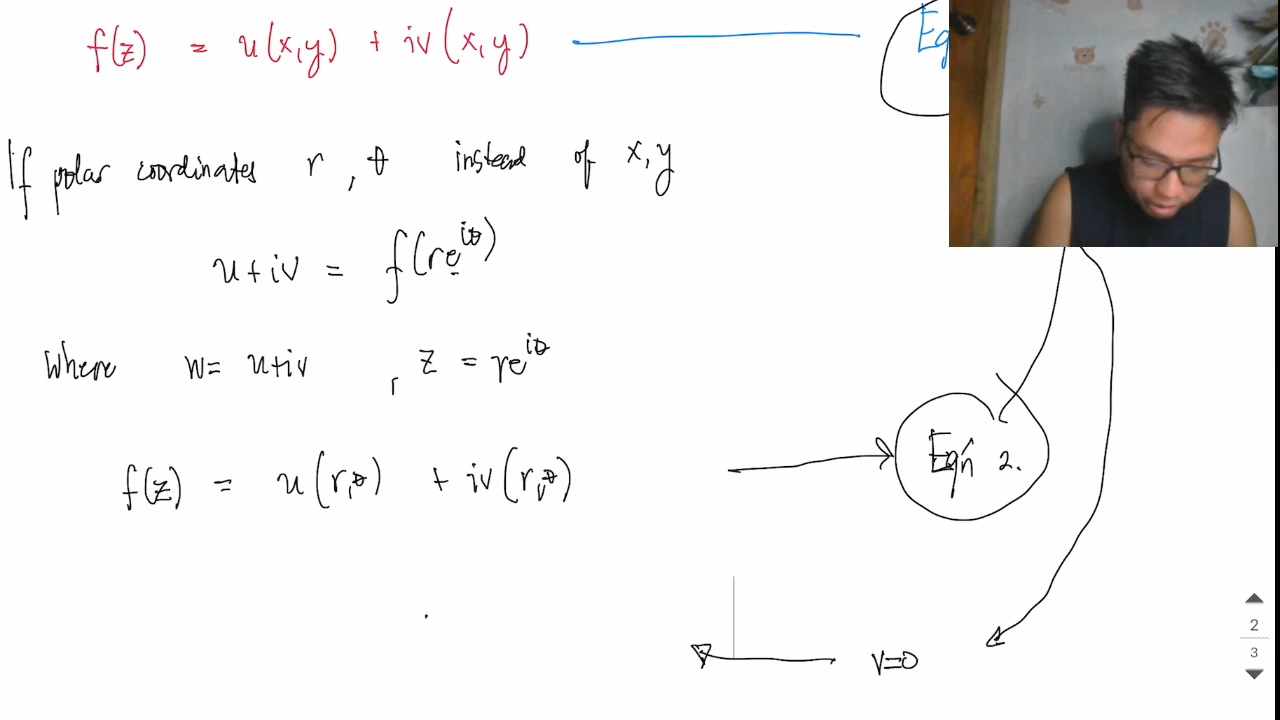 f(z) = u(x,y) + iv(x,y)
If polar coordinates r, θ instead of x,y
u+iv = f(re^{iθ})
where w= u+iv , z = re^{iθ}
f(z) = u(r,θ) + iv(r,θ)
Eqn 2.
v=0
2
3